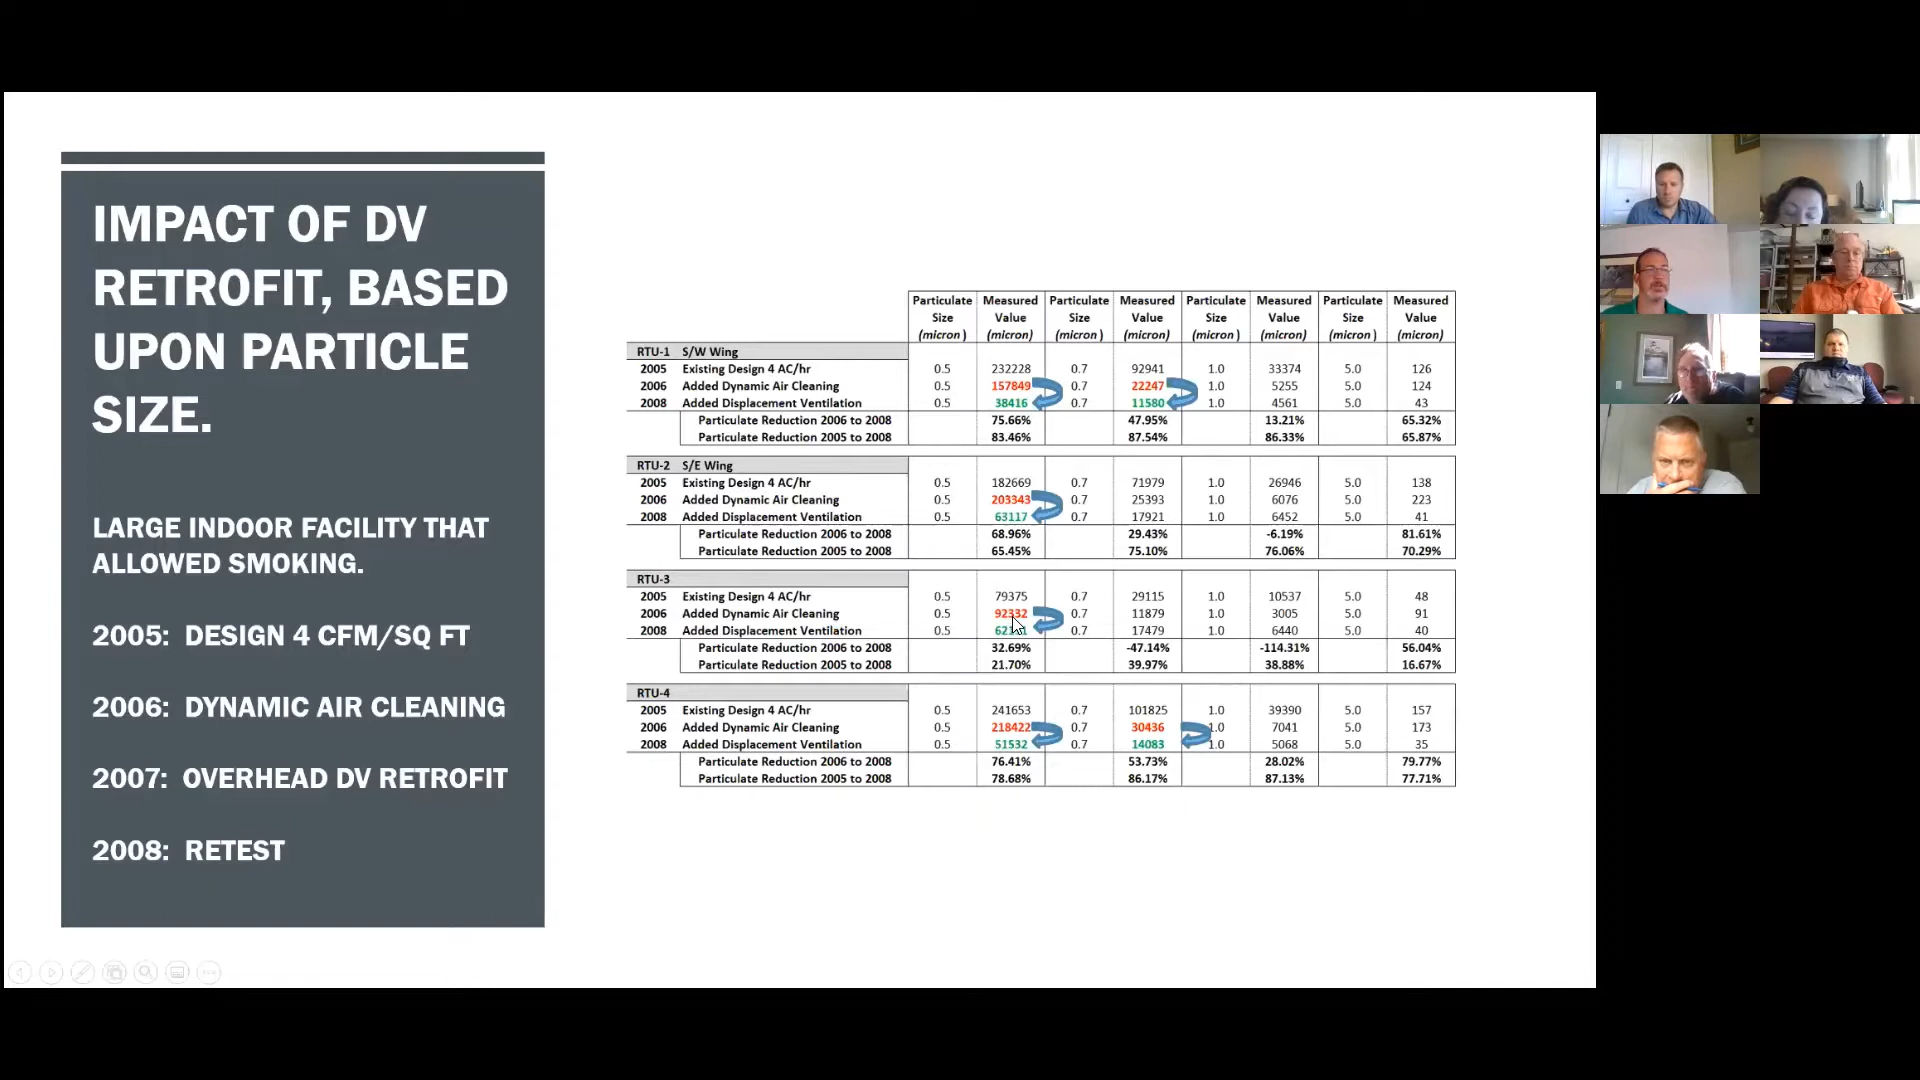 IMPACT OF DV
RETROFIT, BASED
UPON PARTICLE
SIZE.
LARGE INDOOR FACILITY THAT
ALLOWED SMOKING.
2005: DESIGN 4 CFM/SQ FT
2006: DYNAMIC AIR CLEANING
2007: OVERHEAD DV RETROFIT
2008: RETEST
Particulate Measured Particulate Measured Particulate Measured Particulate Measured
Size Value Size Value Size Value Size Value
(micron) (micron) (micron) (micron) (micron) (micron) (micron) (micron)
RTU-1 S/W Wing
2005 Existing Design 4 AC/hr 0.5 232228 0.7 92941 1.0 33374 5.0 126
2006 Added Dynamic Air Cleaning 0.5 157849 0.7 22247 1.0 5255 5.0 124
2008 Added Displacement Ventilation 0.5 38416 0.7 11580 1.0 4561 5.0 43
Particulate Reduction 2006 to 2008 75.66% 47.95% 13.21% 65.32%
Particulate Reduction 2005 to 2008 83.46% 87.54% 86.33% 65.87%
RTU-2 S/E Wing
2005 Existing Design 4 AC/hr 0.5 182669 0.7 71979 1.0 26946 5.0 138
2006 Added Dynamic Air Cleaning 0.5 203343 0.7 25393 1.0 6076 5.0 223
2008 Added Displacement Ventilation 0.5 63117 0.7 17921 1.0 6452 5.0 41
Particulate Reduction 2006 to 2008 68.96% 29.43% -6.19% 81.61%
Particulate Reduction 2005 to 2008 65.45% 75.10% 76.06% 70.29%
RTU-3
2005 Existing Design 4 AC/hr 0.5 79375 0.7 29115 1.0 10537 5.0 48
2006 Added Dynamic Air Cleaning 0.5 92332 0.7 11879 1.0 3005 5.0 91
2008 Added Displacement Ventilation 0.5 0.7 17479 1.0 6440 5.0 40
Particulate Reduction 2006 to 2008 32.69% -47.14% -114.31% 56.04%
Particulate Reduction 2005 to 2008 21.70% 39.97% 38.88% 16.67%
RTU-4
2005 Existing Design 4 AC/hr 0.5 241653 0.7 101825 1.0 39390 5.0 157
2006 Added Dynamic Air Cleaning 0.5 218422 0.7 30436 1.0 7041 5.0 173
2008 Added Displacement Ventilation 0.5 51532 0.7 14083 1.0 5068 5.0 35
Particulate Reduction 2006 to 2008 76.41% 53.73% 28.02% 79.77%
Particulate Reduction 2005 to 2008 78.68% 86.17% 87.13% 77.71%